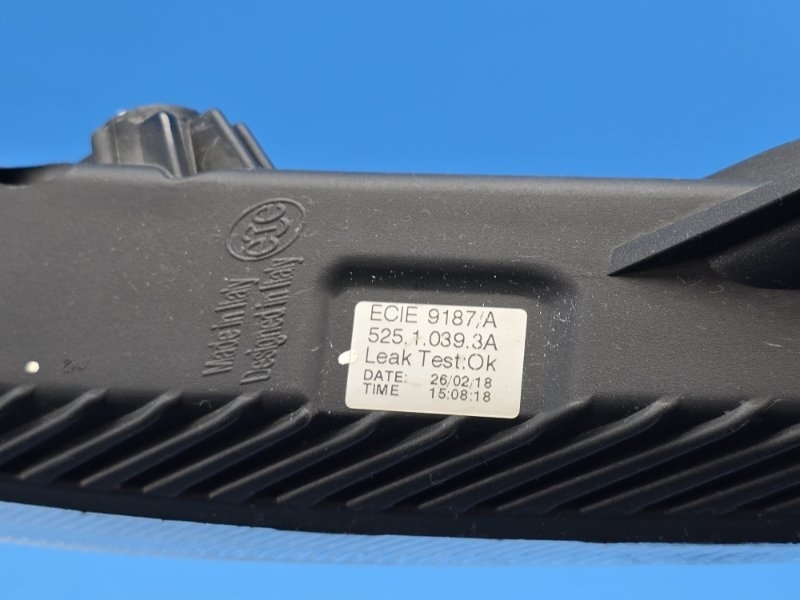 ecie
Made in Italy
Designed in Italy
ECIE 9187/A
525.1.039.3A
Leak Test:Ok
DATE: 26/02/18
TIME 15:08:18